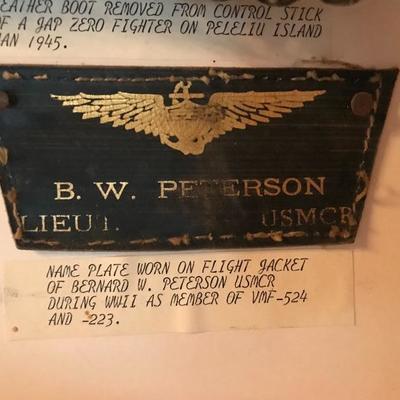 LEATHER BOOT REMOVED FROM CONTROL STICK
OF A JAP ZERO FIGHTER ON PELELIU ISLAND
JAN 1945.
B. W. PETERSON
LIEUT. USMCR
NAME PLATE WORN ON FLIGHT JACKET
OF BERNARD W. PETERSON USMCR
DURING WWII AS MEMBER OF VMF-524
AND -223.